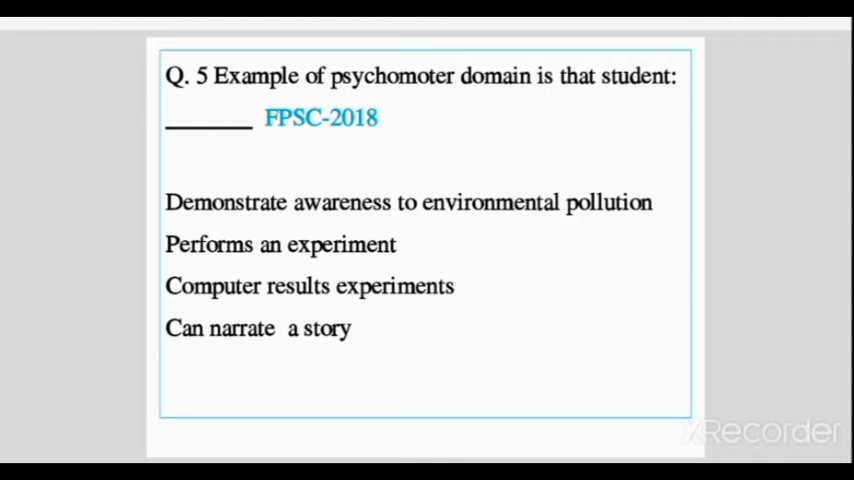 Q. 5 Example of psychomoter domain is that student:
________ FPSC-2018
Demonstrate awareness to environmental pollution
Performs an experiment
Computer results experiments
Can narrate a story
XRecorder